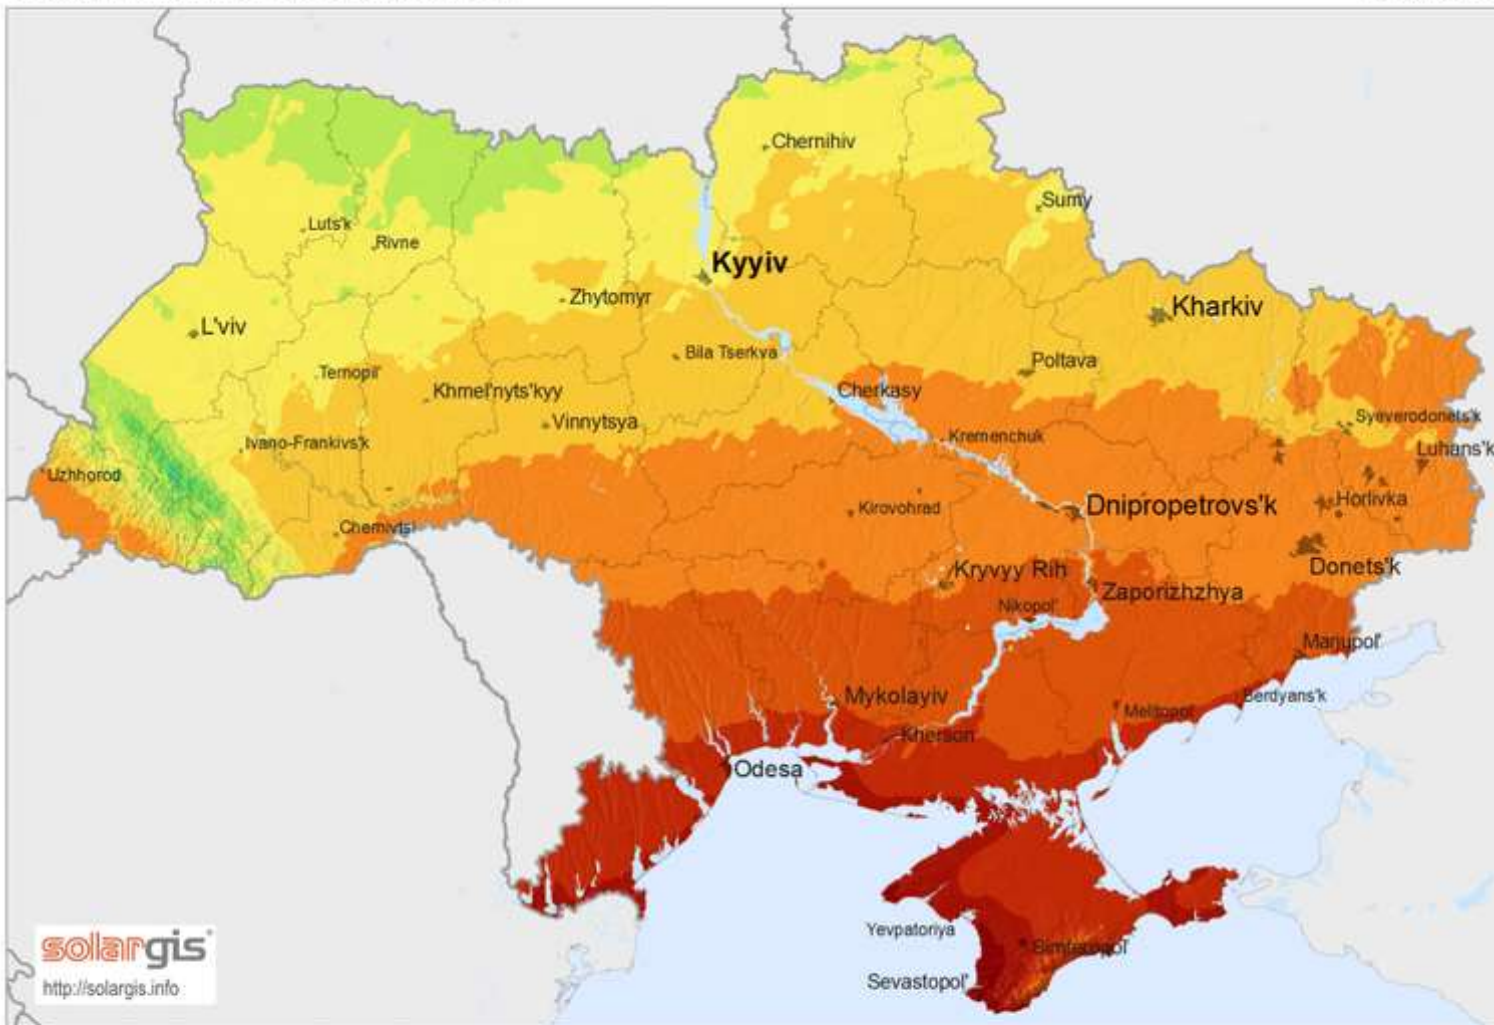 Chernihiv
Sumy
Luts'k
Rivne
Kyyiv
Zhytomyr
Kharkiv
L'viv
Bila Tserkva
Poltava
Ternopil'
Khmel'nyts'kyy
Cherkasy
Vinnytsya
Syeverodonets'k
Ivano-Frankivs'k
Kremenchuk
Luhans'k
Uzhhorod
Kirovohrad
Dnipropetrovs'k
Horlivka
Chernivtsi
Kryvyy Rih
Donets'k
Zaporizhzhya
Nikopol'
Mariupol'
Mykolayiv
Berdyans'k
Melitopol'
Kherson
Odesa
Yevpatoriya
Simferopol'
Sevastopol'
solargis
http://solargis.info